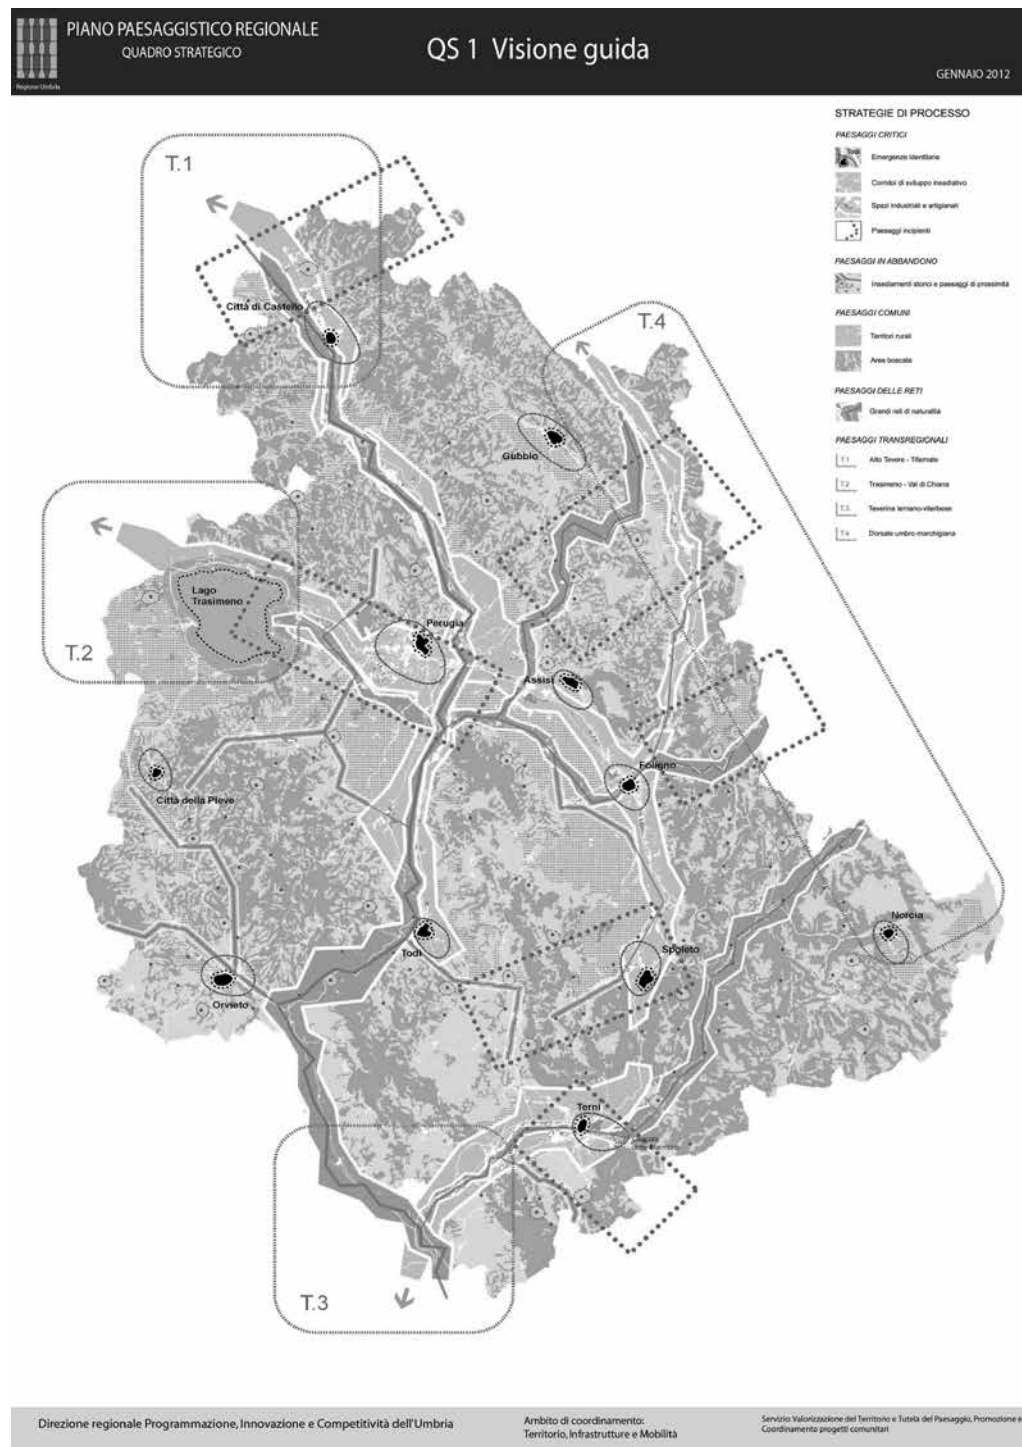 PIANO PAESAGGISTICO REGIONALE
QUADRO STRATEGICO
QS 1 Visione guida
GENNAIO 2012
Regione Umbria
STRATEGIE DI PROCESSO
PAESAGGI CRITICI
Todi
Emergenze identitarie
Corridoi di sviluppo insediativo
Spazi industriali e artigianali
Paesaggi incipienti
PAESAGGI IN ABBANDONO
Insediamenti storici e paesaggi di prossimità
PAESAGGI COMUNI
Territori rurali
Aree boscate
PAESAGGI DELLE RETI
Grandi reti di naturalità
PAESAGGI TRANSREGIONALI
T.1 Alto Tevere - Tifernate
T.2 Trasimeno - Val di Chiana
T.3 Teverina ternano-viterbese
T.4 Dorsale umbro-marchigiana
T.1
Città di Castello
T.4
Gubbio
Lago
Trasimeno
T.2
Perugia
Assisi
Foligno
Città della Pieve
Norcia
Todi
Spoleto
Orvieto
Terni
T.3
Direzione regionale Programmazione, Innovazione e Competitività dell'Umbria
Ambito di coordinamento:
Territorio, Infrastrutture e Mobilità
Servizio: Valorizzazione del Territorio e Tutela del Paesaggio, Promozione e
Coordinamento progetti comunitari